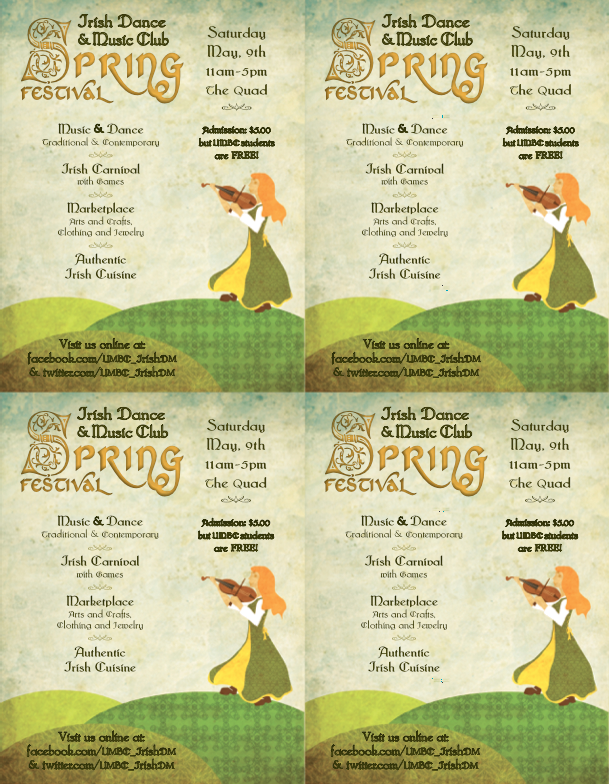 Irish Dance
& Music Club
Spring
Festival
Saturday
May, 9th
11am-5pm
The Quad
Music & Dance
Traditional & Contemporary
Irish Carnival
with Games
Marketplace
Arts and Crafts,
Clothing and Jewelry
Authentic
Irish Cuisine
Admission: $5.00
but UMBC students
are FREE!
Visit us online at:
facebook.com/UMBC_IrishDM
& twitter.com/UMBC_IrishDM
Irish Dance
& Music Club
Spring
Festival
Saturday
May, 9th
11am-5pm
The Quad
Music & Dance
Traditional & Contemporary
Irish Carnival
with Games
Marketplace
Arts and Crafts,
Clothing and Jewelry
Authentic
Irish Cuisine
Admission: $5.00
but UMBC students
are FREE!
Visit us online at:
facebook.com/UMBC_IrishDM
& twitter.com/UMBC_IrishDM
Irish Dance
& Music Club
Spring
Festival
Saturday
May, 9th
11am-5pm
The Quad
Music & Dance
Traditional & Contemporary
Irish Carnival
with Games
Marketplace
Arts and Crafts,
Clothing and Jewelry
Authentic
Irish Cuisine
Admission: $5.00
but UMBC students
are FREE!
Visit us online at:
facebook.com/UMBC_IrishDM
& twitter.com/UMBC_IrishDM
Irish Dance
& Music Club
Spring
Festival
Saturday
May, 9th
11am-5pm
The Quad
Music & Dance
Traditional & Contemporary
Irish Carnival
with Games
Marketplace
Arts and Crafts,
Clothing and Jewelry
Authentic
Irish Cuisine
Admission: $5.00
but UMBC students
are FREE!
Visit us online at:
facebook.com/UMBC_IrishDM
& twitter.com/UMBC_IrishDM